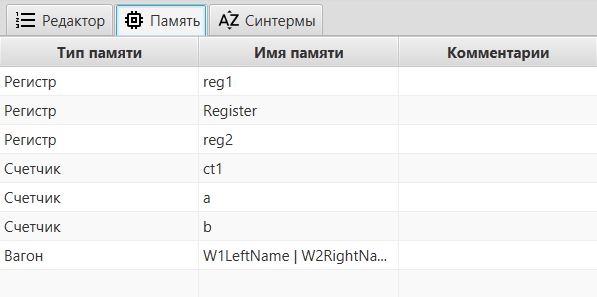 Редактор Память Синтермы
Тип памяти Имя памяти Комментарии
Регистр reg1
Регистр Register
Регистр reg2
Счетчик ct1
Счетчик a
Счетчик b
Вагон W1LeftName | W2RightNa...